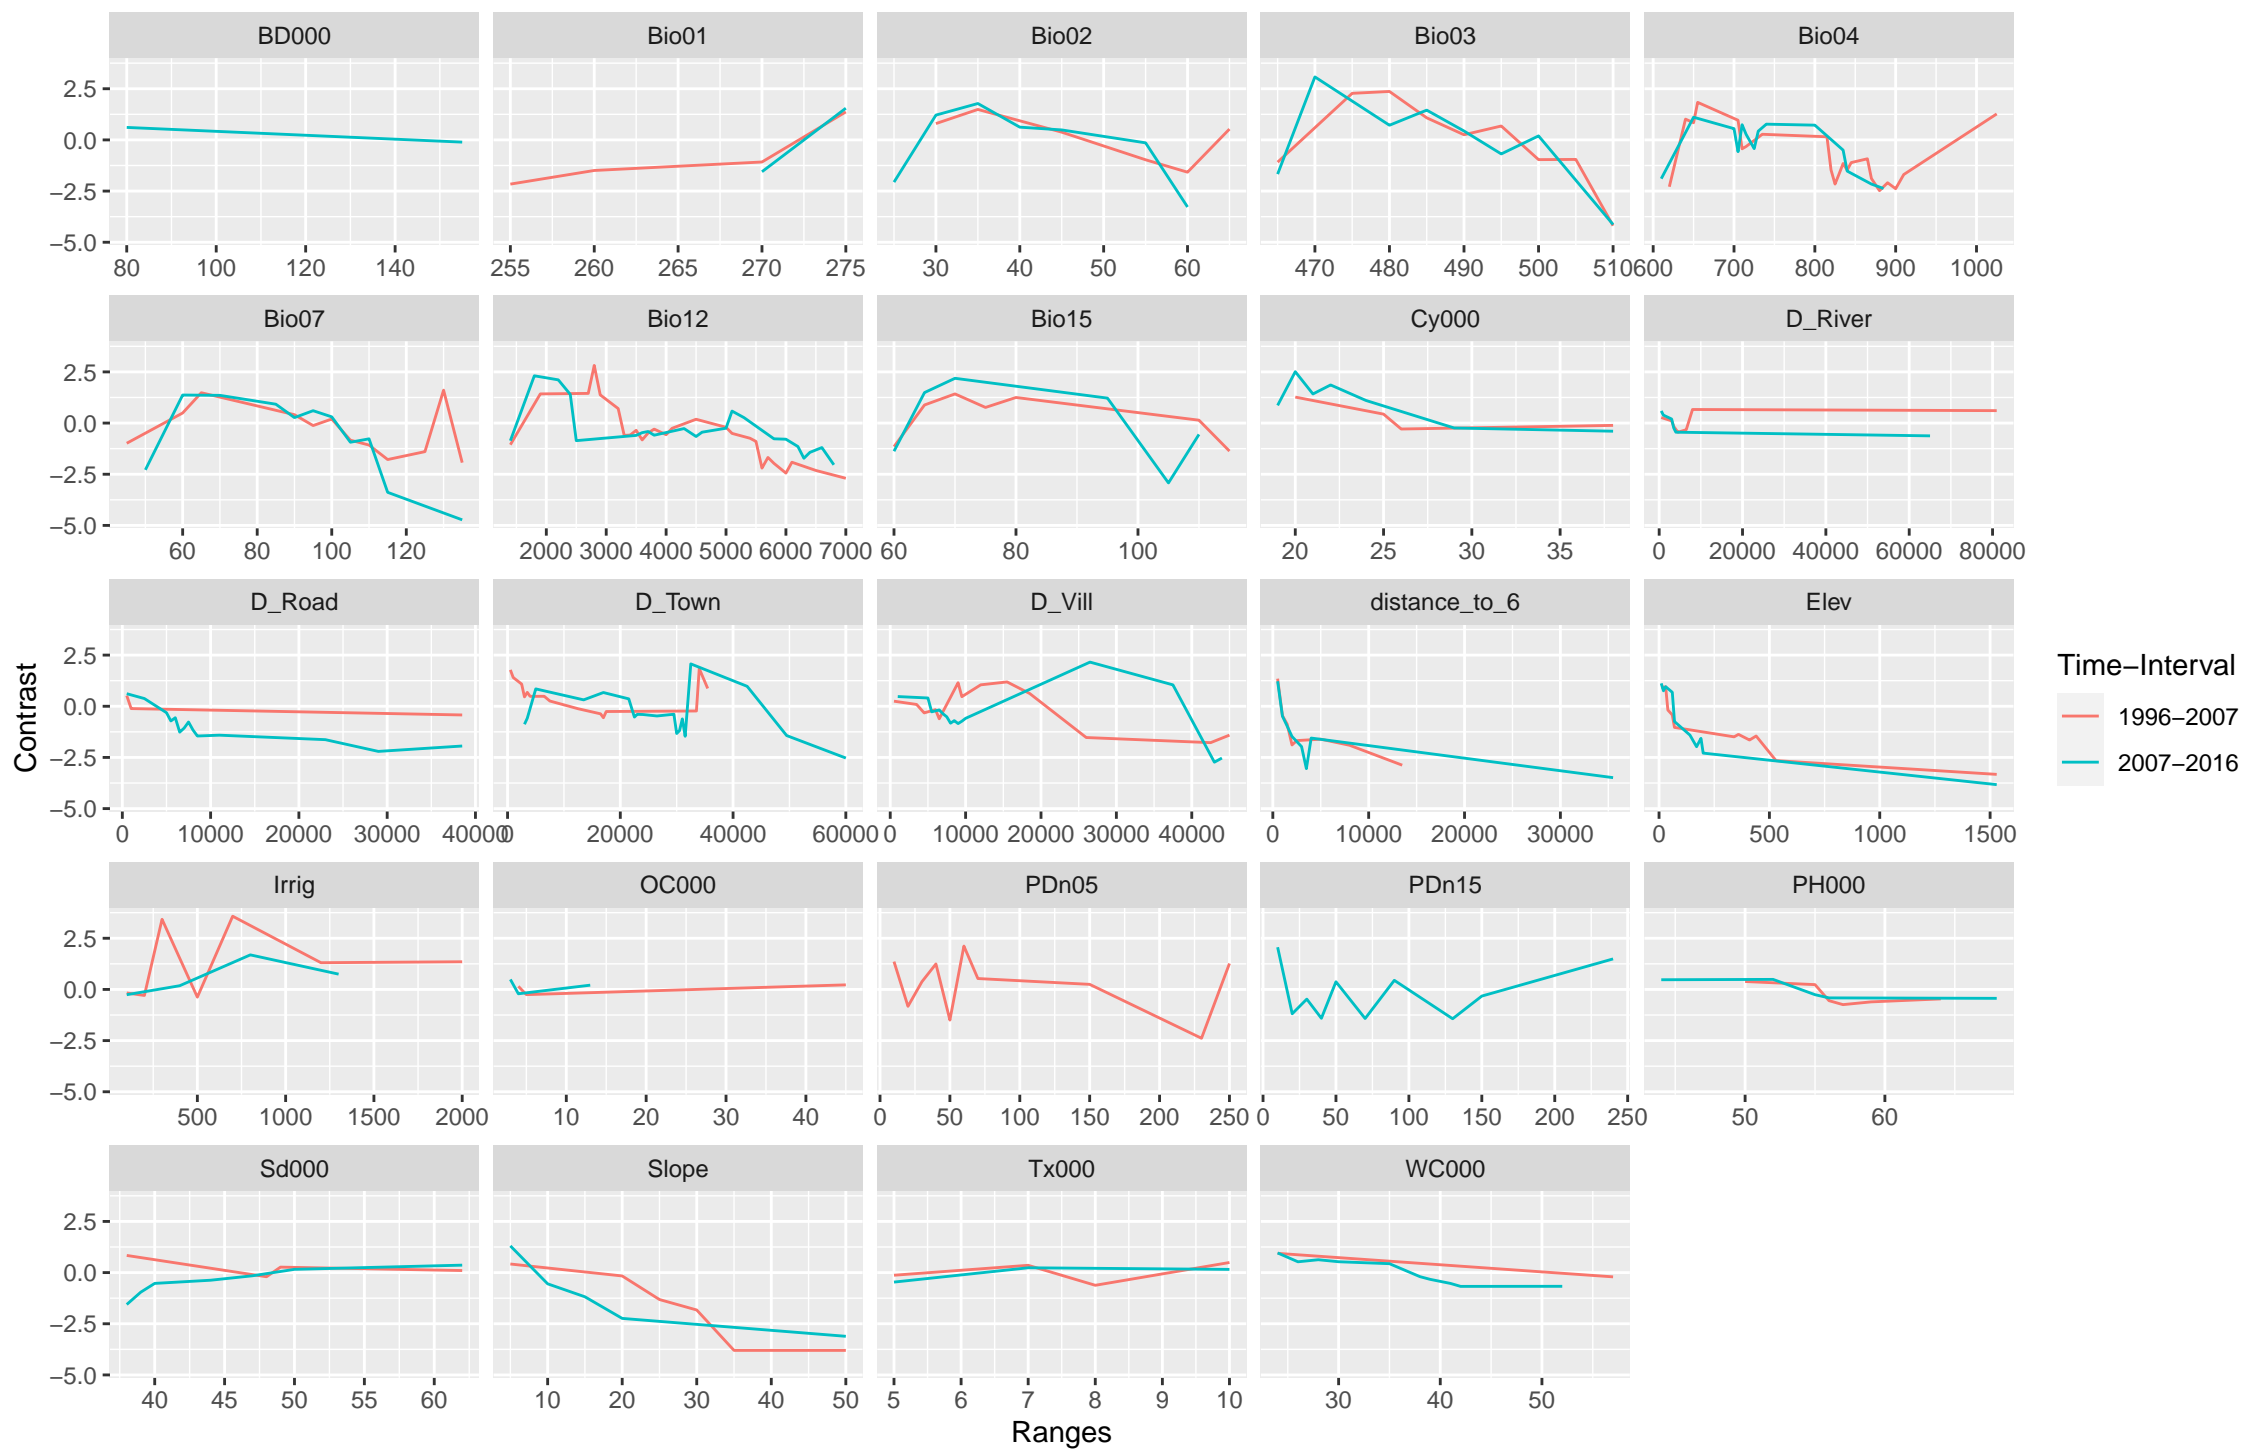 BD000 Bio01 Bio02 Bio03 Bio04
2.5
0.0
−2.5
−5.0
80 100 120 140 255 260 265 270 275 30 40 50 60 470 480 490 500 510 600 700 800 900 1000
Bio07 Bio12 Bio15 Cy000 D_River
2.5
0.0
−2.5
−5.0
60 80 100 120 2000 3000 4000 5000 6000 7000 60 80 100 20 25 30 35 0 20000 40000 60000 80000
D_Road D_Town D_Vill distance_to_6 Elev
2.5
0.0
−2.5
−5.0
0 10000 20000 30000 40000 0 20000 40000 60000 0 10000 20000 30000 40000 0 10000 20000 30000 0 500 1000 1500
Contrast
Time−Interval
1996−2007
2007−2016
Irrig OC000 PDn05 PDn15 PH000
2.5
0.0
−2.5
−5.0
500 1000 1500 2000 10 20 30 40 0 50 100 150 200 250 0 50 100 150 200 250 50 60
Sd000 Slope Tx000 WC000
2.5
0.0
−2.5
−5.0
40 45 50 55 60 10 20 30 40 50 5 6 7 8 9 10 30 40 50
Ranges